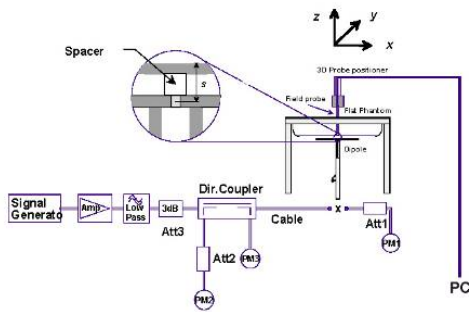 z
y
x
Spacer
s
3D Probe positioner
Field probe
Flat Phantom
Dipole
Signal
Generato
Amp
Low
Pass
3dB
Att3
Dir.Coupler
Cable
x
Att1
PM1
Att2
PM3
PM2
PC